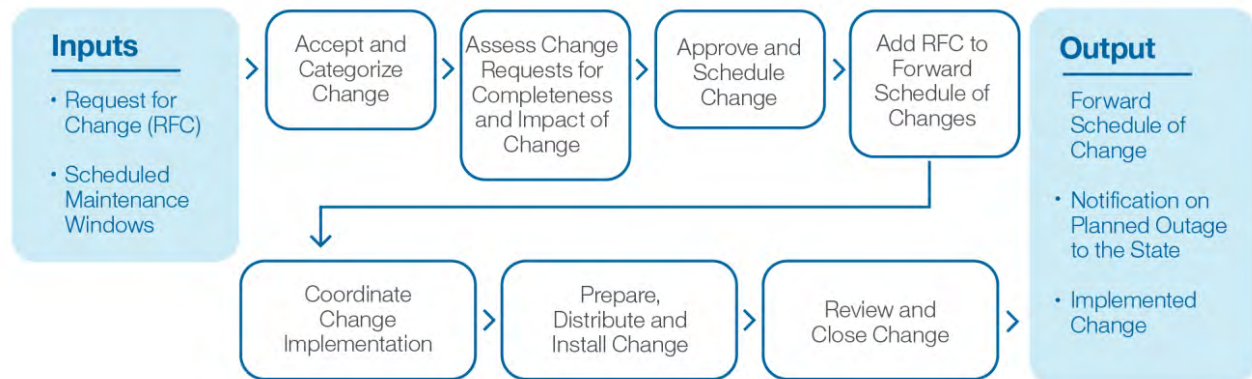 Inputs
• Request for
Change (RFC)
• Scheduled
Maintenance
Windows
Accept and
Categorize
Change
Assess Change
Requests for
Completeness
and Impact of
Change
Approve and
Schedule
Change
Add RFC to
Forward
Schedule of
Changes
Coordinate
Change
Implementation
Prepare,
Distribute and
Install Change
Review and
Close Change
Output
Forward
Schedule of
Change
• Notification on
Planned Outage
to the State
• Implemented
Change